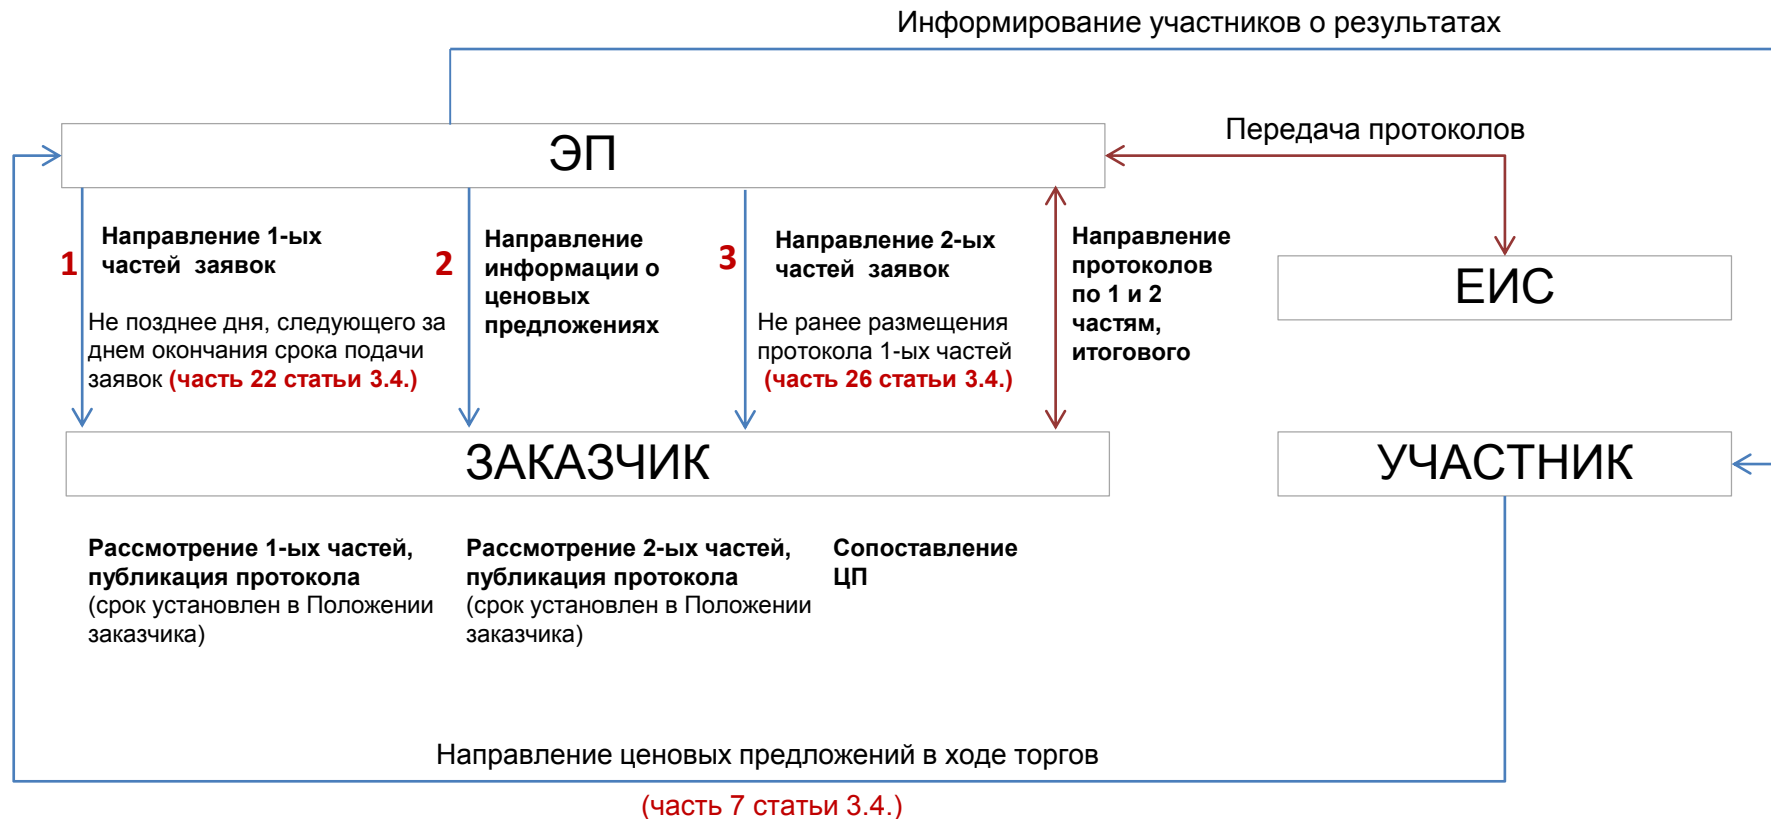 Информирование участников о результатах
ЭП
Передача протоколов
1
Направление 1-ых
частей заявок
Не позднее дня, следующего за
днем окончания срока подачи
заявок (часть 22 статьи 3.4.)
2
Направление
информации о
ценовых
предложениях
3
Направление 2-ых
частей заявок
Не ранее размещения
протокола 1-ых частей
(часть 26 статьи 3.4.)
Направление
протоколов
по 1 и 2
частям,
итогового
ЕИС
ЗАКАЗЧИК
УЧАСТНИК
Рассмотрение 1-ых частей,
публикация протокола
(срок установлен в Положении
заказчика)
Рассмотрение 2-ых частей,
публикация протокола
(срок установлен в Положении
заказчика)
Сопоставление
ЦП
Направление ценовых предложений в ходе торгов
(часть 7 статьи 3.4.)